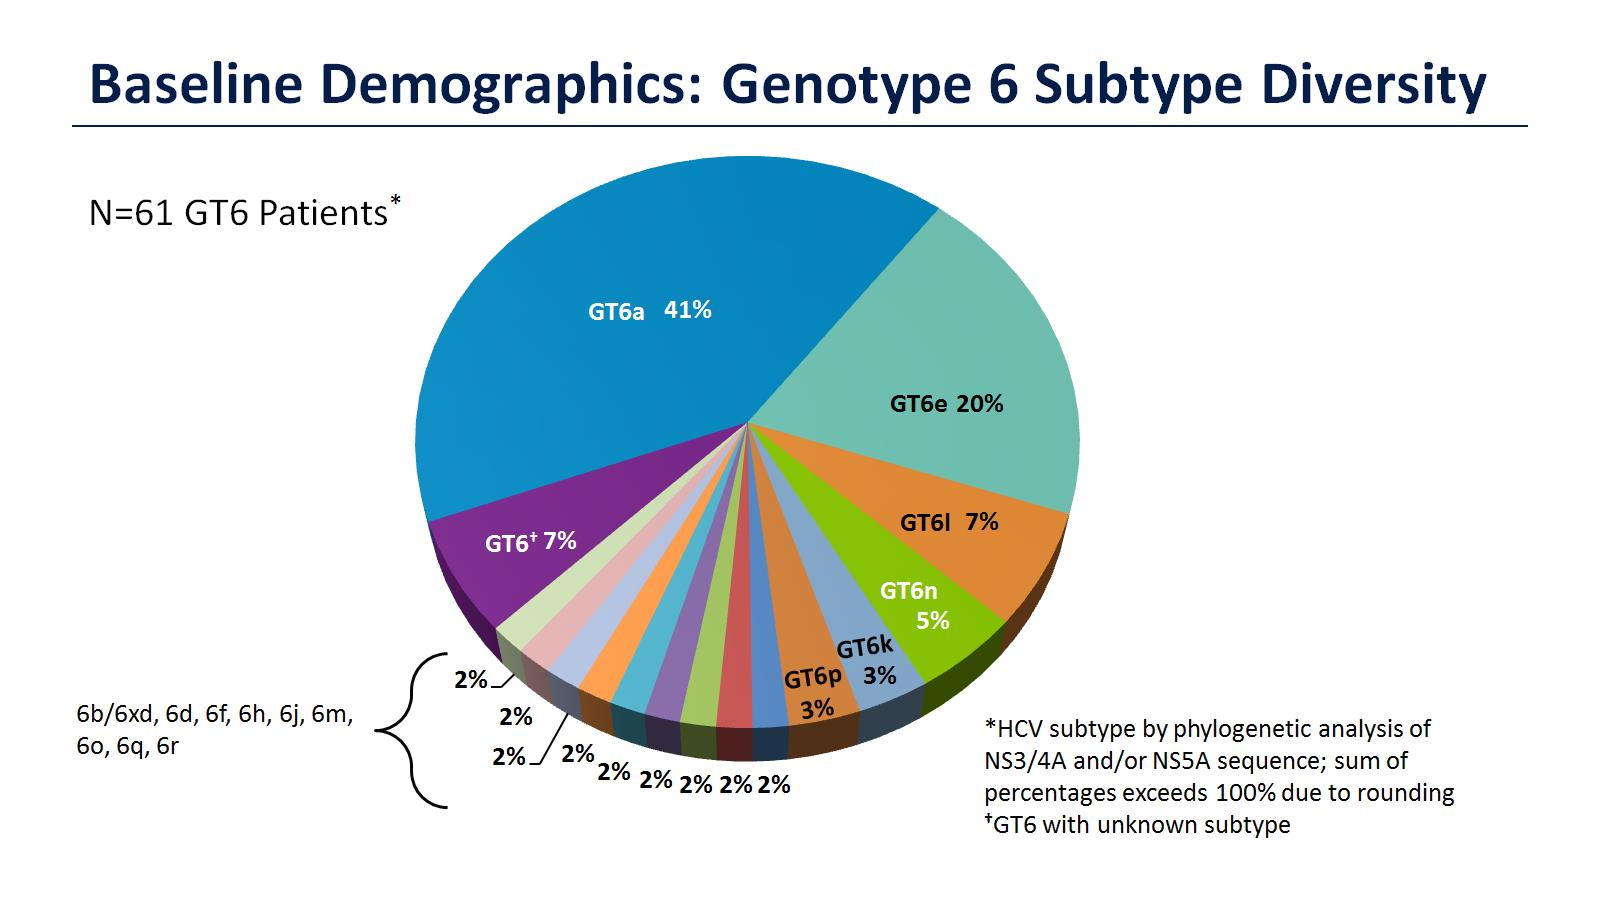 Baseline Demographics: Genotype 6 Subtype Diversity
N=61 GT6 Patients*
GT6a 41%
GT6e 20%
GT6l 7%
GT6n
5%
GT6k
3%
GT6p
3%
GT6† 7%
2%
2%
2%
2%
2%
2%
2%
2%
2%
6b/6xd, 6d, 6f, 6h, 6j, 6m,
6o, 6q, 6r
*HCV subtype by phylogenetic analysis of
NS3/4A and/or NS5A sequence; sum of
percentages exceeds 100% due to rounding
†GT6 with unknown subtype